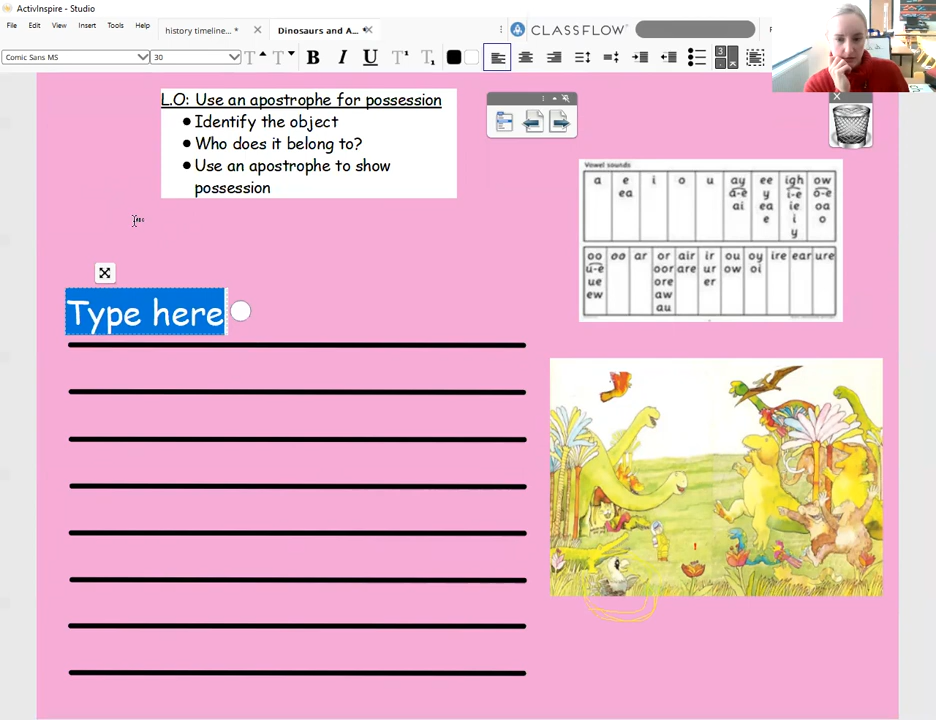 ActivInspire - Studio
File Edit View Insert Tools Help
history timeline... *
Dinosaurs and A...
CLASSFLOW
Comic Sans MS
30
B I U
L.O: Use an apostrophe for possession
Identify the object
Who does it belong to?
Use an apostrophe to show
possession
Vowel sounds
a e i o u ay ee igh ow
ea a-e y i-e o-e
ai ea ie oa
e i o
y
oo oo ar or air ir ou oy ire ear ure
u-e oor are ur ow oi
ue ore er
ew aw
au
Type here